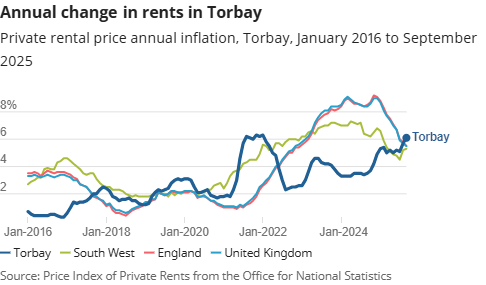 Annual change in rents in Torbay
Private rental price annual inflation, Torbay, January 2016 to September
2025
8%
6
4
2
Torbay
Jan-2016 Jan-2018 Jan-2020 Jan-2022 Jan-2024
Torbay South West England United Kingdom
Source: Price Index of Private Rents from the Office for National Statistics